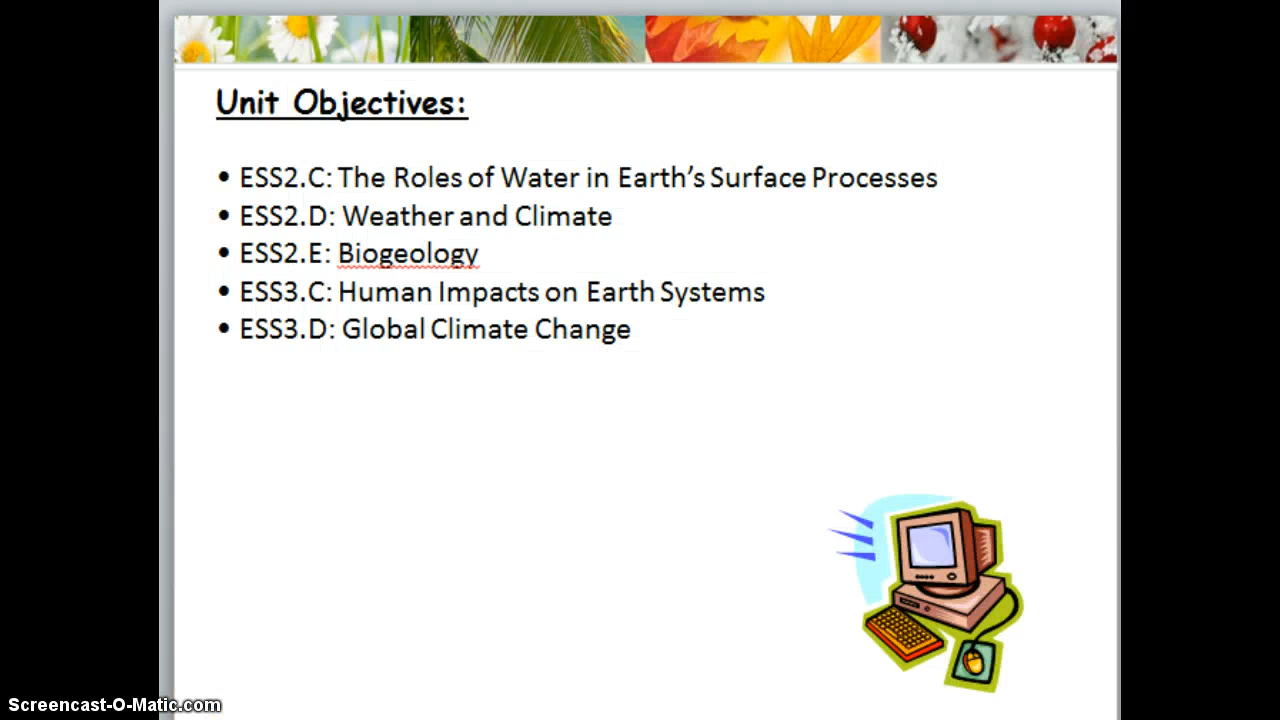 Unit Objectives:
• ESS2.C: The Roles of Water in Earth’s Surface Processes
• ESS2.D: Weather and Climate
• ESS2.E: Biogeology
• ESS3.C: Human Impacts on Earth Systems
• ESS3.D: Global Climate Change
Screencast-O-Matic.com